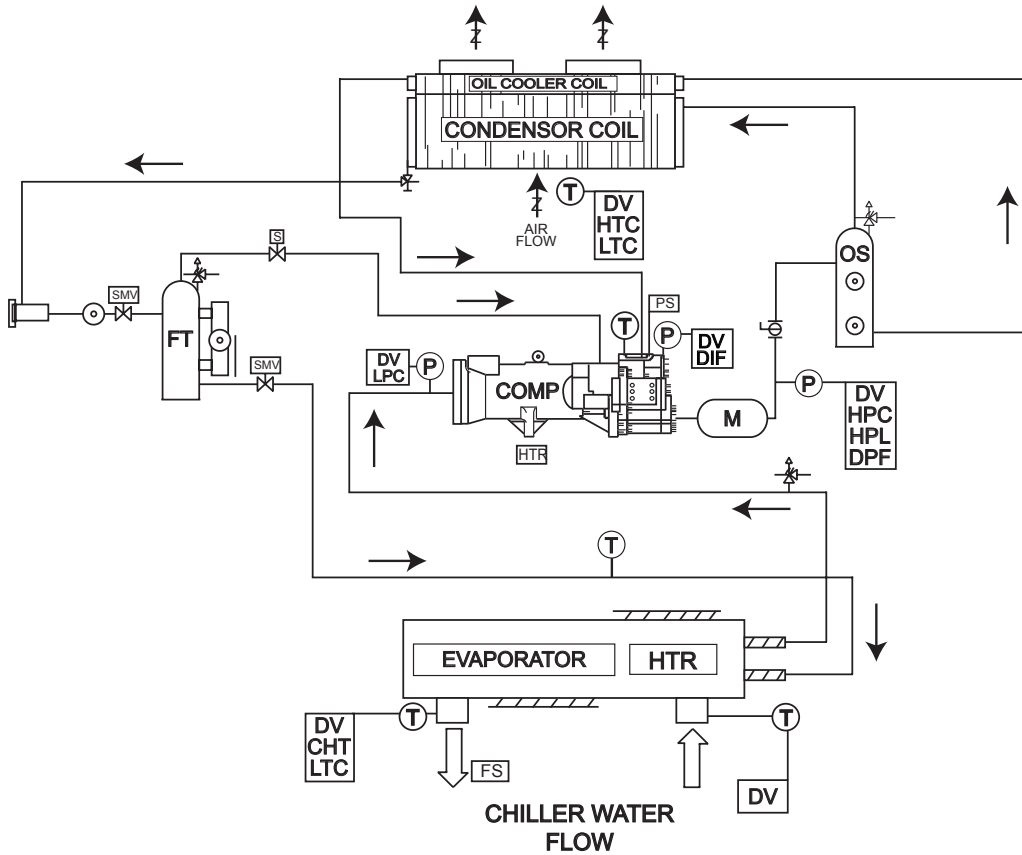 Z
Z
OIL COOLER COIL
CONDENSOR COIL
T
DV
HTC
LTC
Z
AIR
FLOW
S
OS
SMV
FT
PS
T
P
DV
DIF
DV
LPC
P
SMV
COMP
M
P
DV
HPC
HPL
DPF
HTR
T
EVAPORATOR
HTR
T
T
DV
CHT
LTC
FS
DV
CHILLER WATER
FLOW